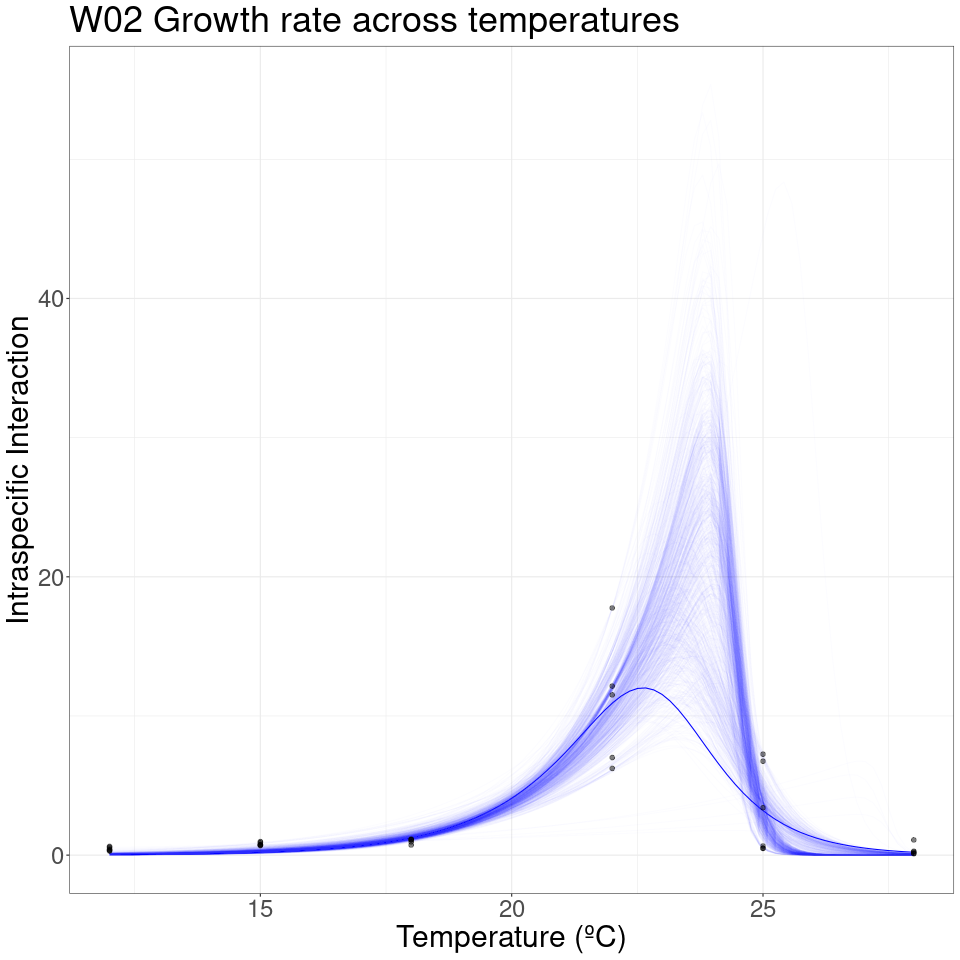 W02 Growth rate across temperatures
Intraspecific Interaction
40
20
0
15 20 25
Temperature (ºC)